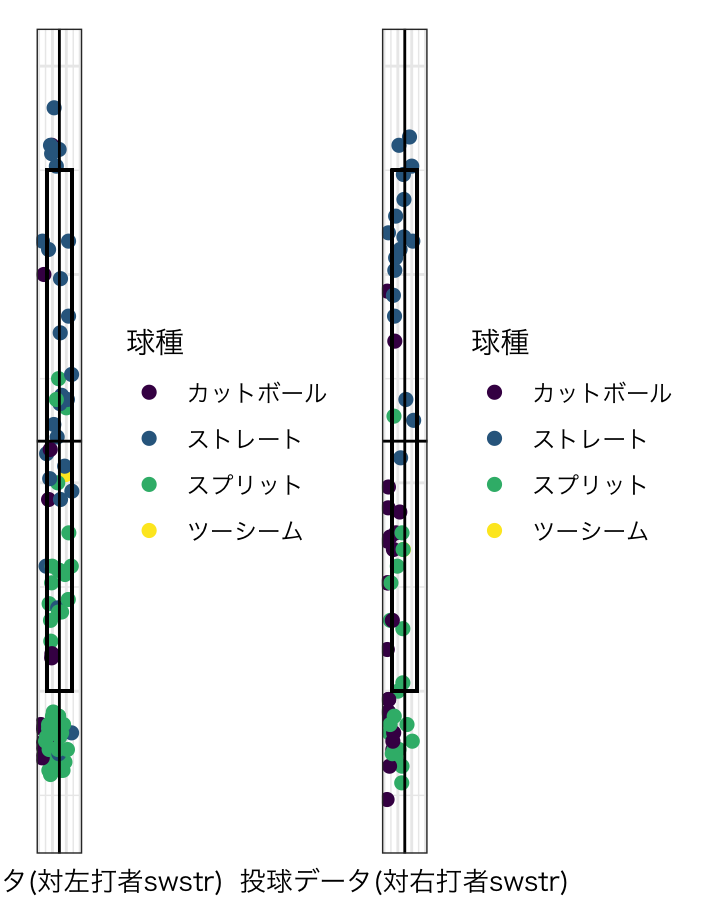 球種
カットボール
ストレート
スプリット
ツーシーム
タ(対左打者swstr)
球種
カットボール
ストレート
スプリット
ツーシーム
投球データ(対右打者swstr)